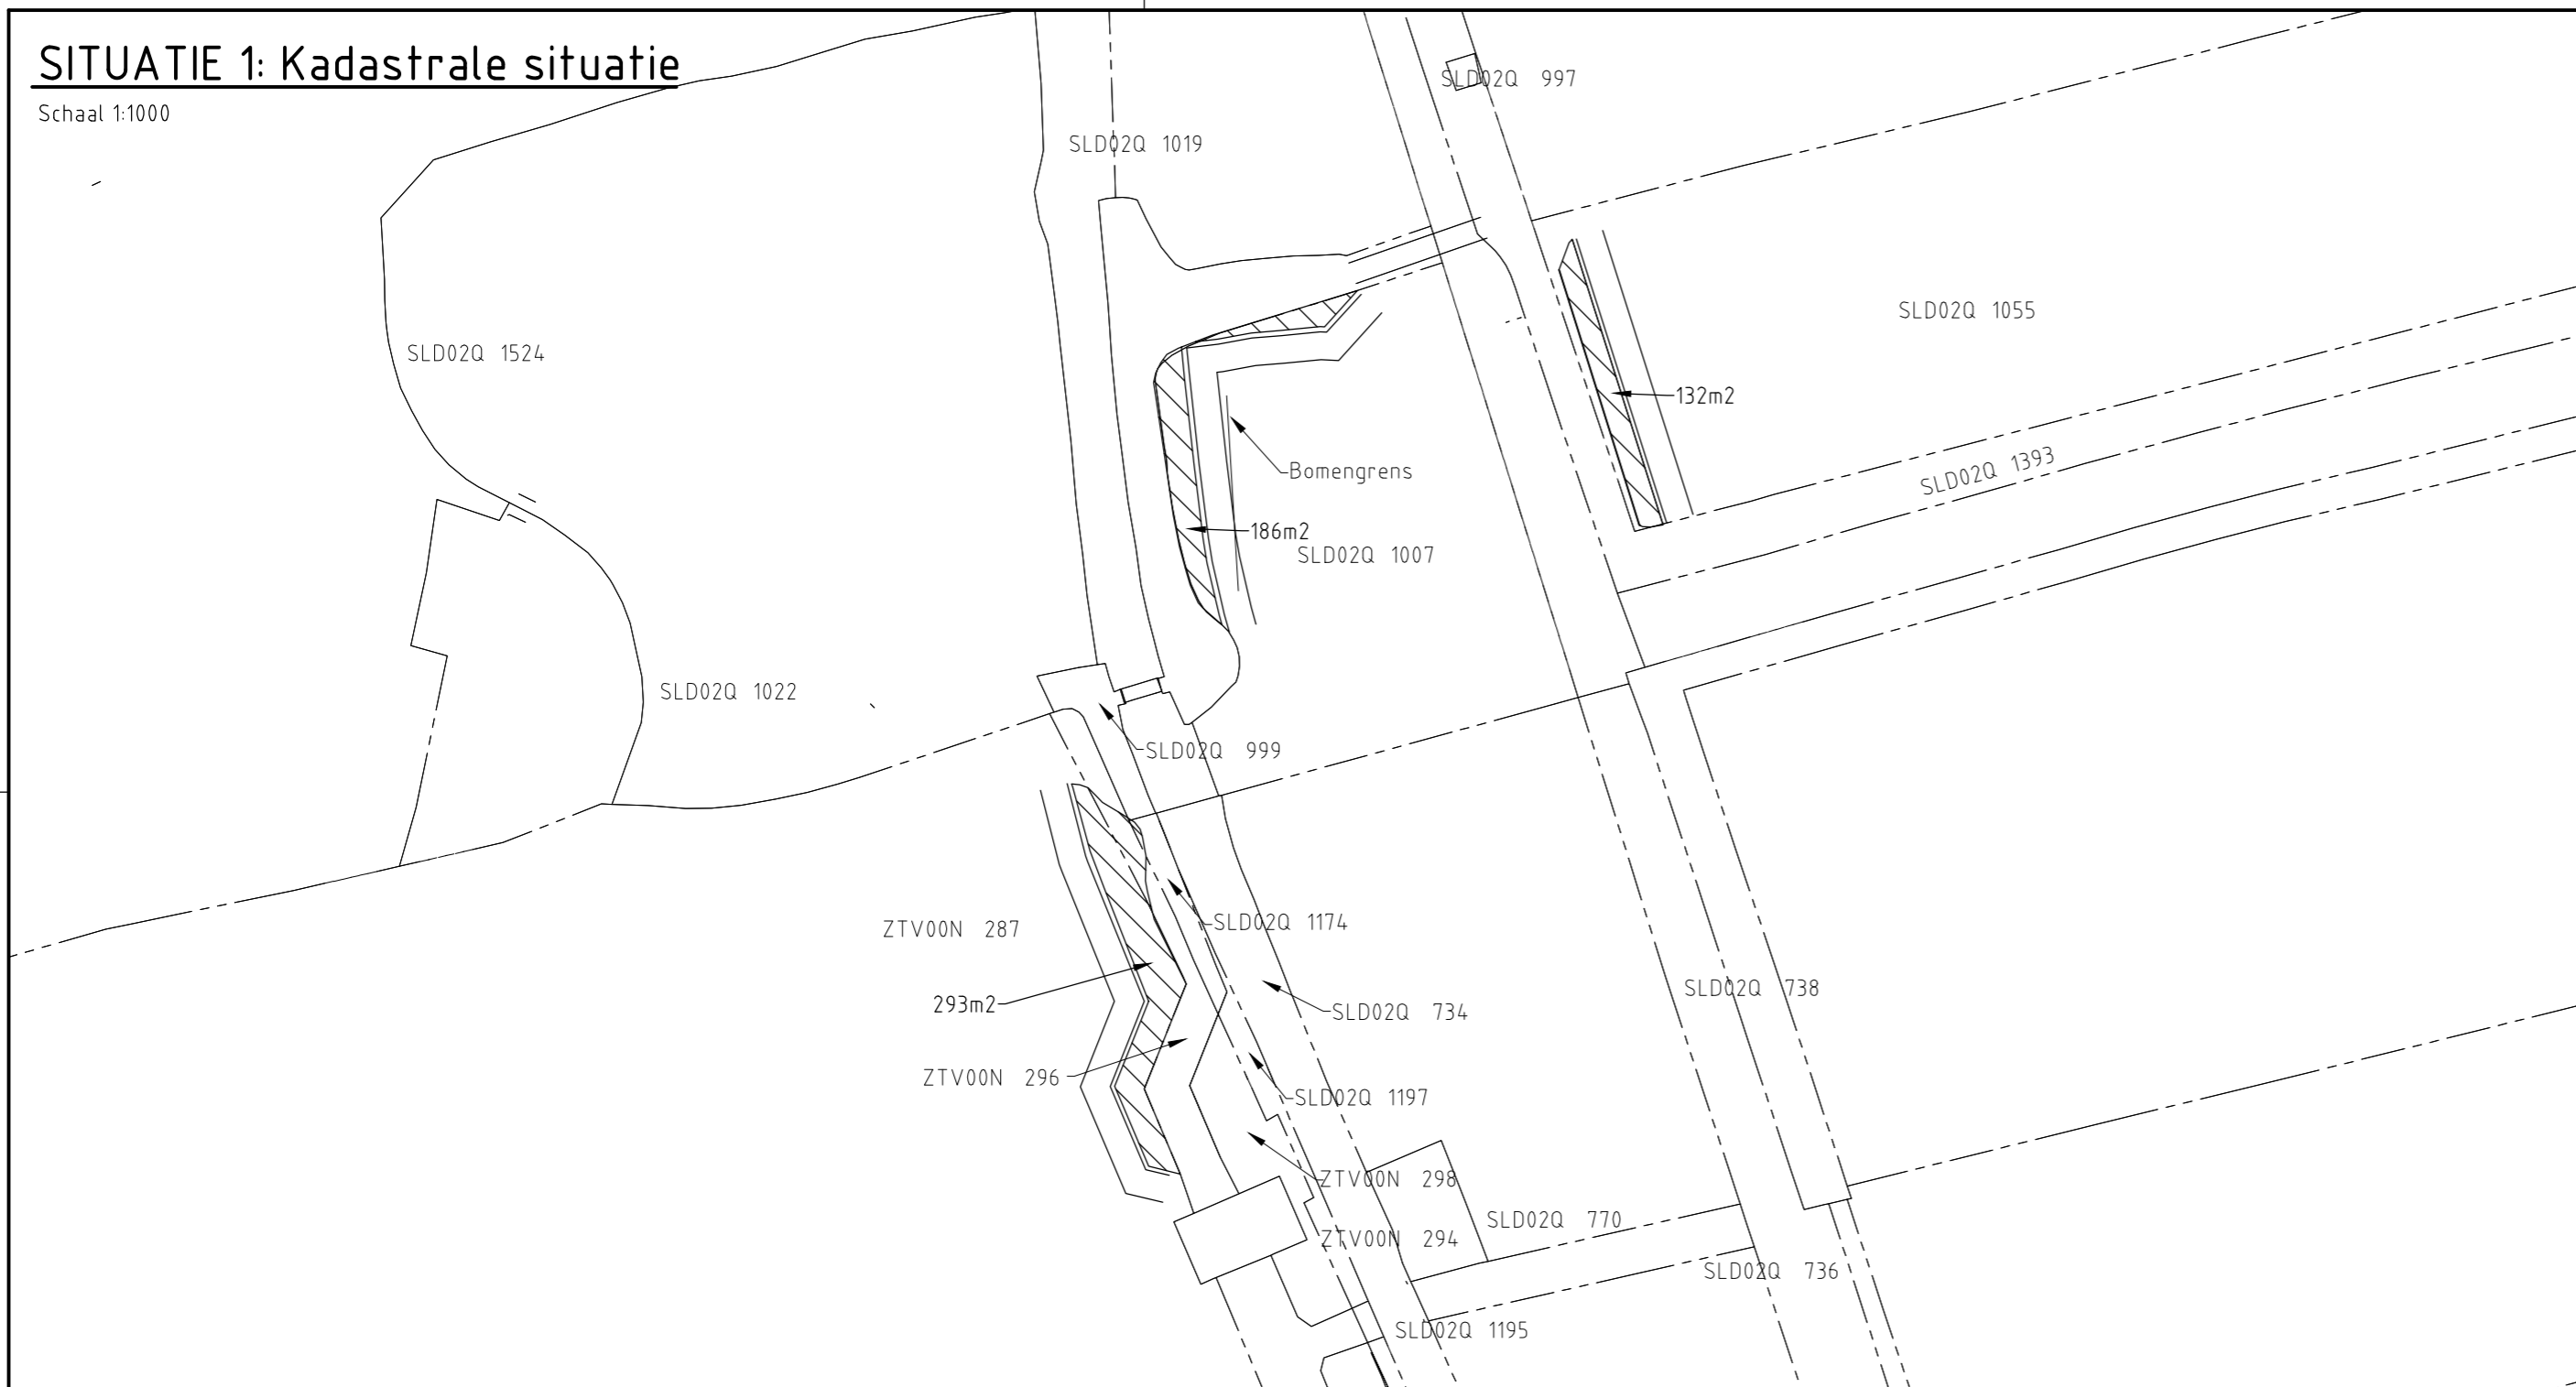 SITUATIE 1: Kadastrale situatie
Schaal 1:1000
SLD02Q 997
SLD02Q 1019
SLD02Q 1055
SLD02Q 1524
132m2
Bomengrens
SLD02Q 1393
186m2
SLD02Q 1007
SLD02Q 1022
SLD02Q 999
SLD02Q 1174
ZTV00N 287
SLD02Q 738
293m2
SLD02Q 734
ZTV00N 296
SLD02Q 1197
ZTV00N 298
SLD02Q 770
ZTV00N 294
SLD02Q 736
SLD02Q 1195